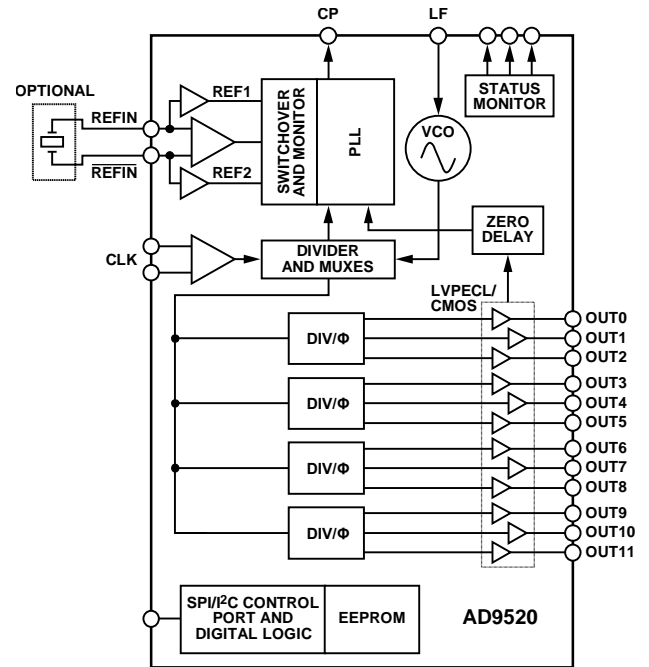 CP
LF
OPTIONAL
REFIN
REFIN
REF1
REF2
SWITCHOVER
AND MONITOR
PLL
VCO
STATUS
MONITOR
CLK
DIVIDER
AND MUXES
ZERO
DELAY
LVPECL/
CMOS
DIV/Φ
DIV/Φ
DIV/Φ
DIV/Φ
OUT0
OUT1
OUT2
OUT3
OUT4
OUT5
OUT6
OUT7
OUT8
OUT9
OUT10
OUT11
SPI/I²C CONTROL
PORT AND
DIGITAL LOGIC
EEPROM
AD9520